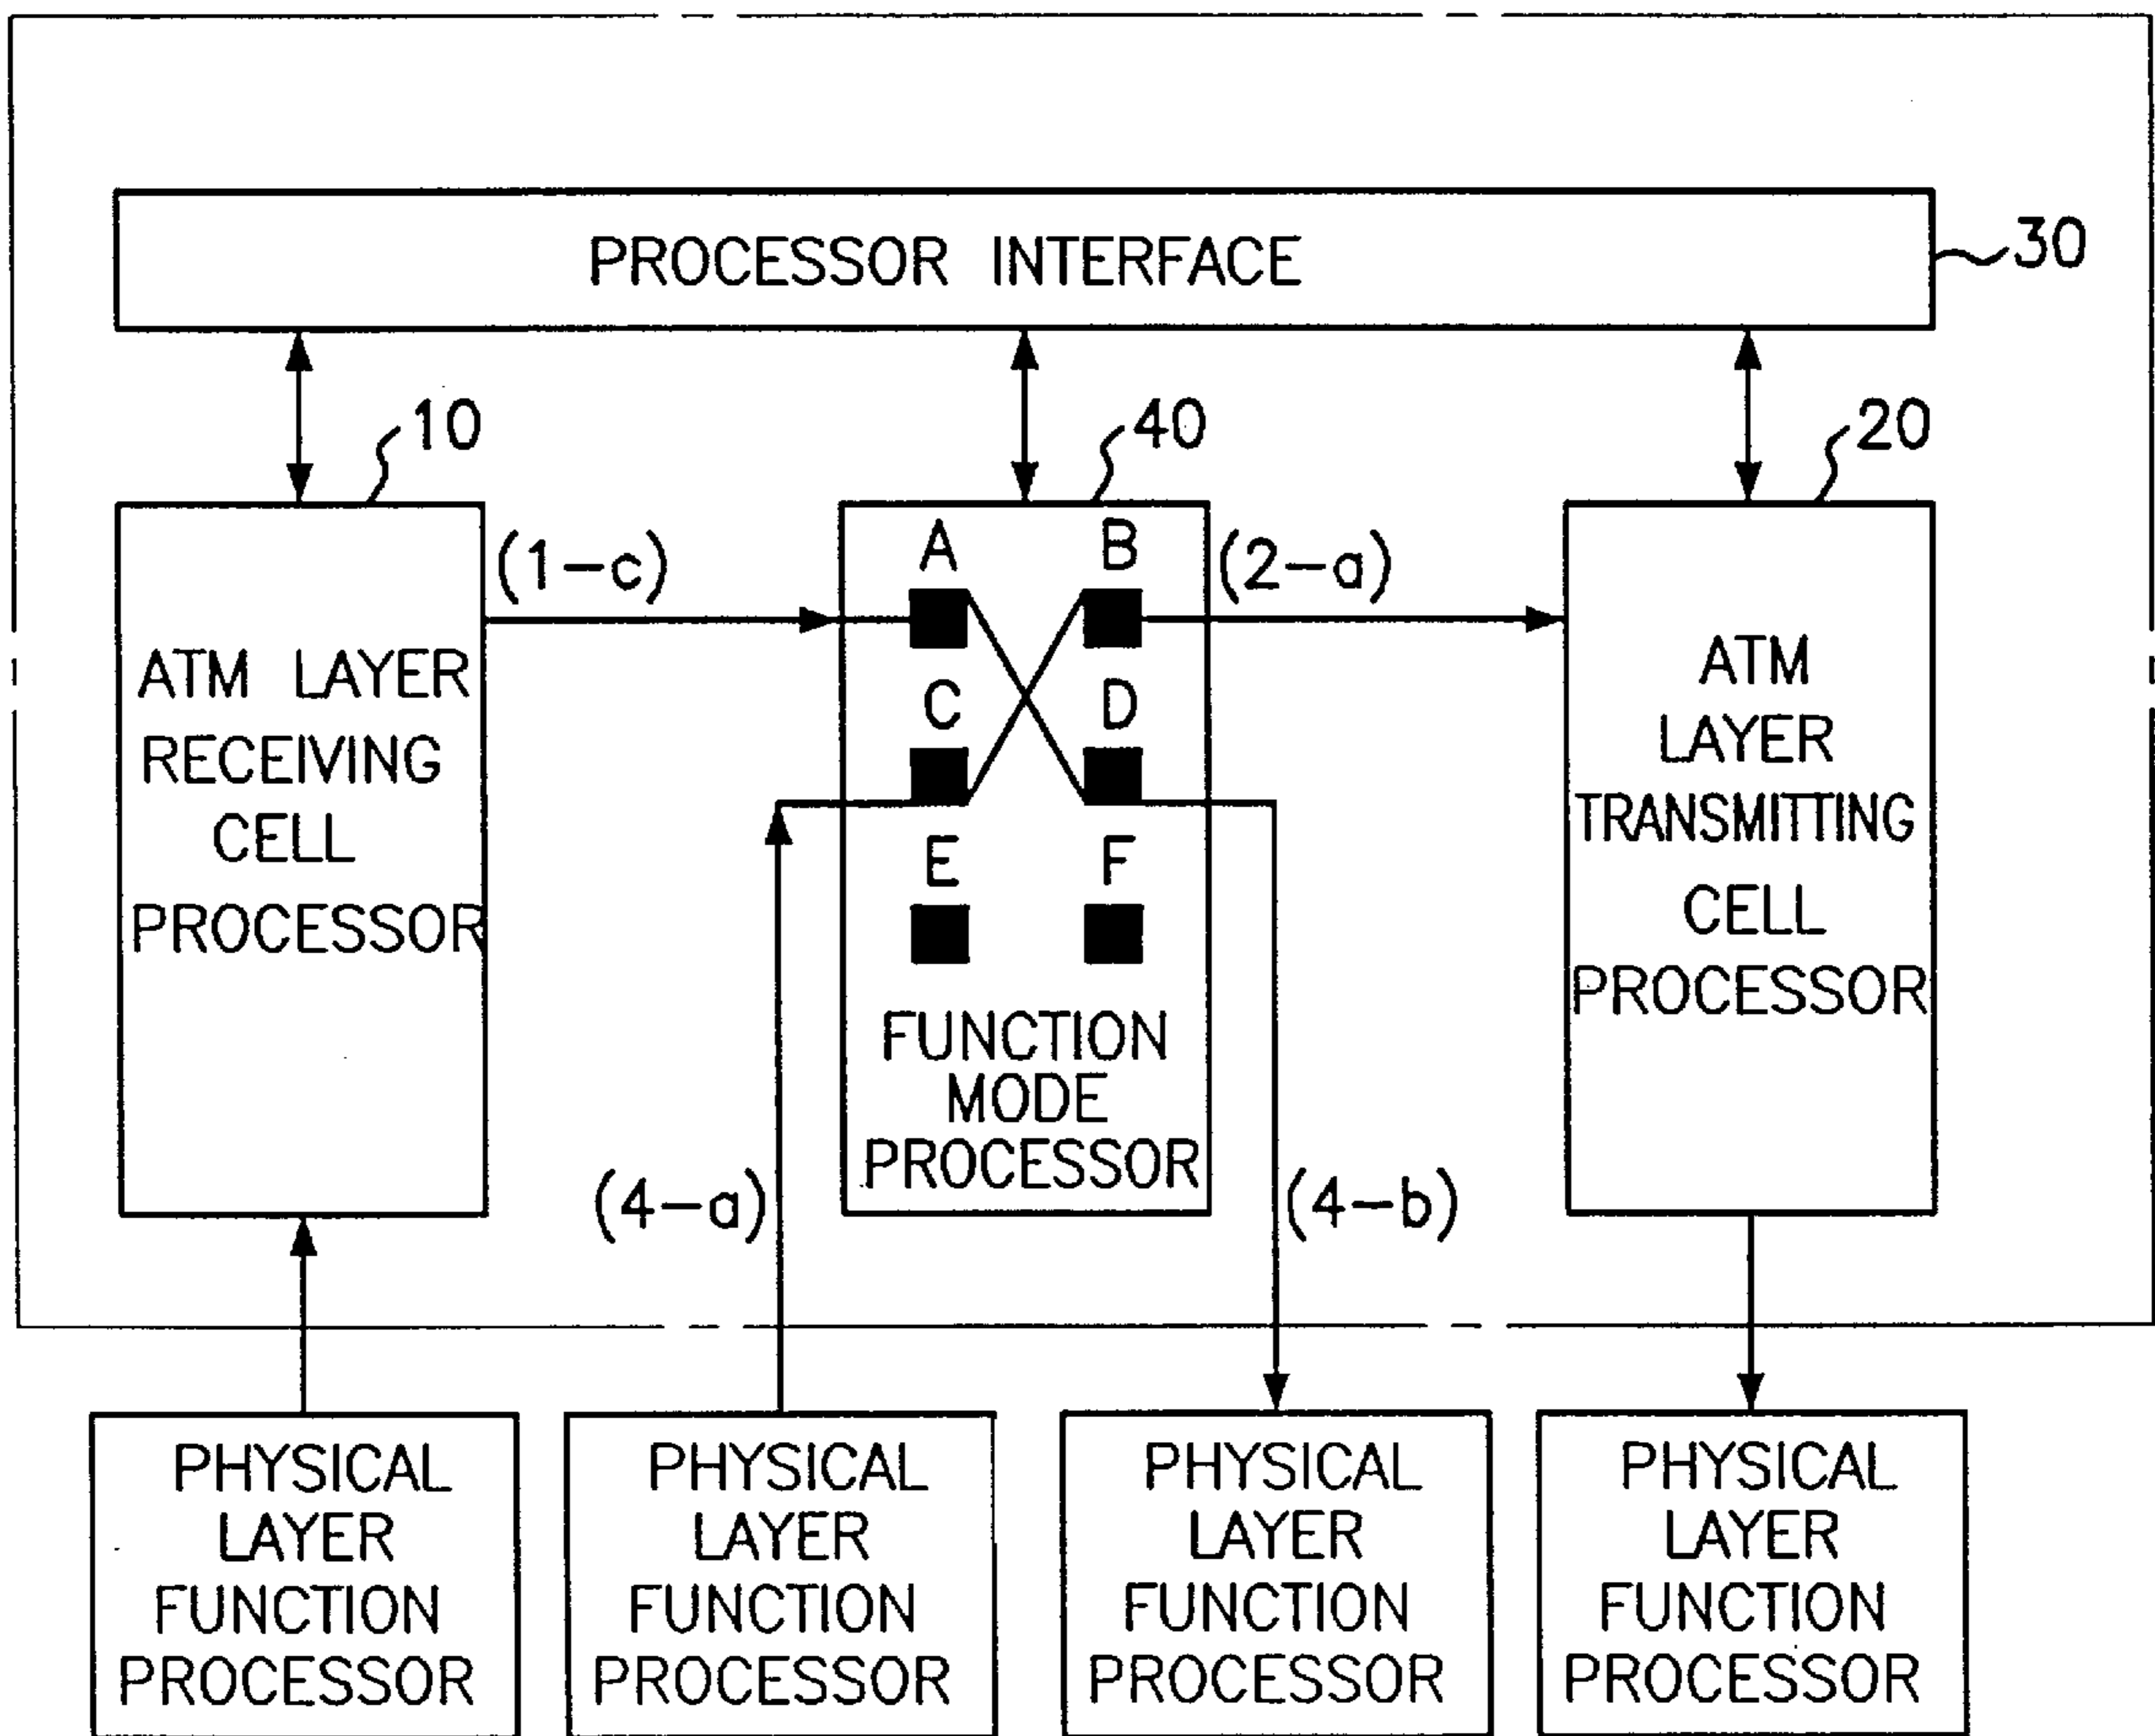 PROCESSOR INTERFACE
30
10
40
20
(1-c)
A
B
(2-a)
ATM LAYER
RECEIVING
CELL
PROCESSOR
C
D
E
F
FUNCTION
MODE
PROCESSOR
ATM
LAYER
TRANSMITTING
CELL
PROCESSOR
(4-a)
(4-b)
PHYSICAL
LAYER
FUNCTION
PROCESSOR
PHYSICAL
LAYER
FUNCTION
PROCESSOR
PHYSICAL
LAYER
FUNCTION
PROCESSOR
PHYSICAL
LAYER
FUNCTION
PROCESSOR